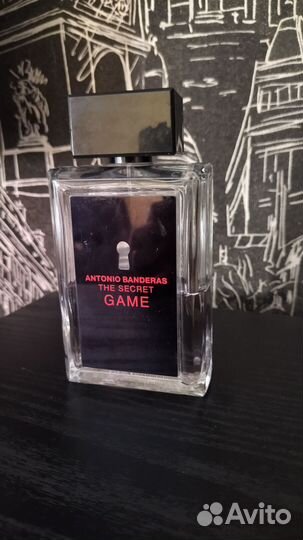 ANTONIO BANDERAS
THE SECRET
GAME
Avito